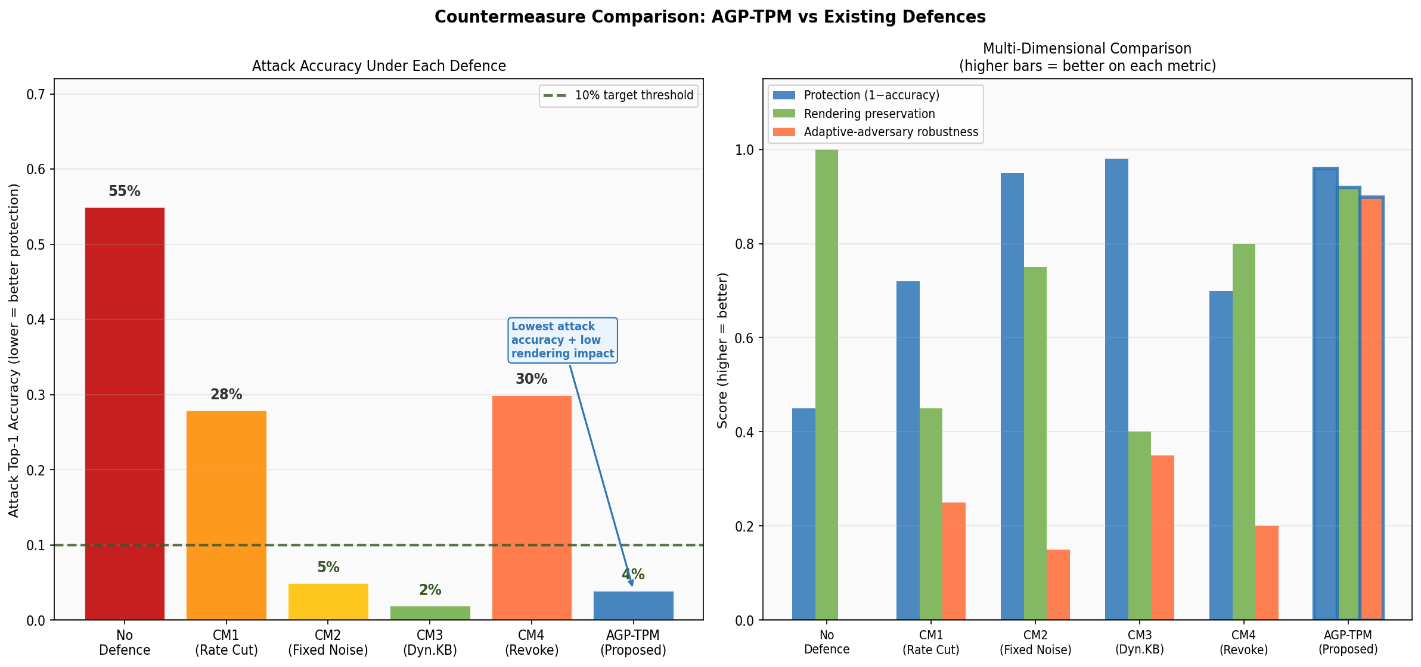 Countermeasure Comparison: AGP-TPM vs Existing Defences
Attack Accuracy Under Each Defence
Attack Top-1 Accuracy (lower = better protection)
0.7
0.6
0.5
0.4
0.3
0.2
0.1
0.0
10% target threshold
55%
28%
5%
2%
30%
4%
Lowest attack
accuracy + low
rendering impact
No
Defence
CM1
(Rate Cut)
CM2
(Fixed Noise)
CM3
(Dyn.KB)
CM4
(Revoke)
AGP-TPM
(Proposed)
Multi-Dimensional Comparison
(higher bars = better on each metric)
Score (higher = better)
Protection (1−accuracy)
Rendering preservation
Adaptive-adversary robustness
1.0
0.8
0.6
0.4
0.2
0.0
No
Defence
CM1
(Rate Cut)
CM2
(Fixed Noise)
CM3
(Dyn.KB)
CM4
(Revoke)
AGP-TPM
(Proposed)